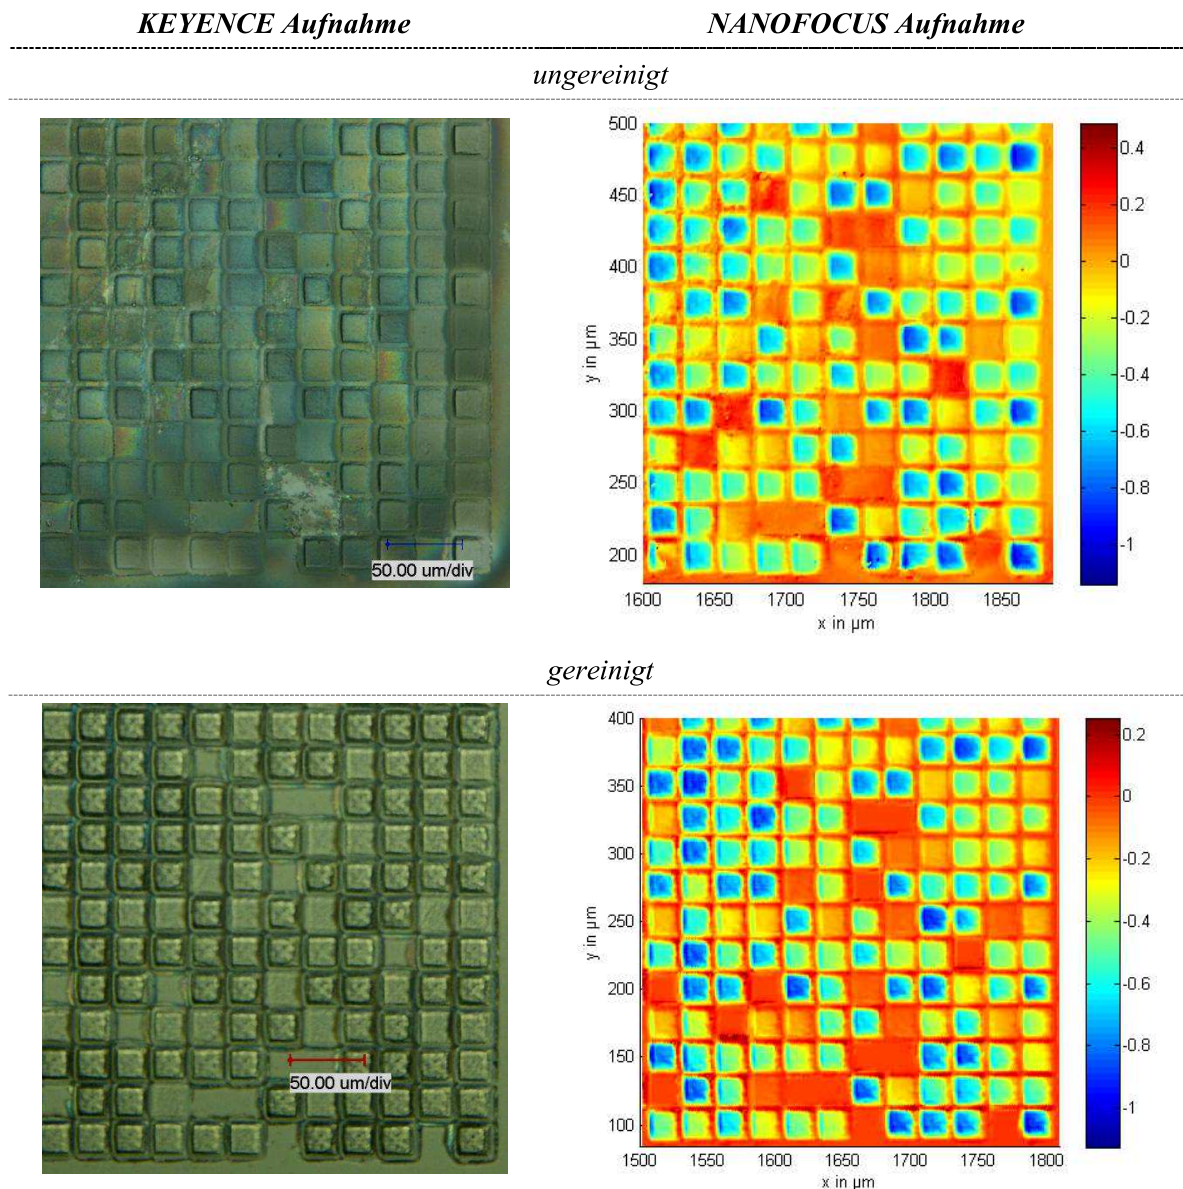 KEYENCE Aufnahme
NANOFOCUS Aufnahme
ungereinigt
50.00 um/div
500
450
400
350
300
250
200
y in µm
1600 1650 1700 1750 1800 1850
x in µm
0.4
0.2
0
-0.2
-0.4
-0.6
-0.8
-1
gereinigt
50.00 um/div
400
350
300
250
200
150
100
y in µm
1500 1550 1600 1650 1700 1750 1800
x in µm
0.2
0
-0.2
-0.4
-0.6
-0.8
-1